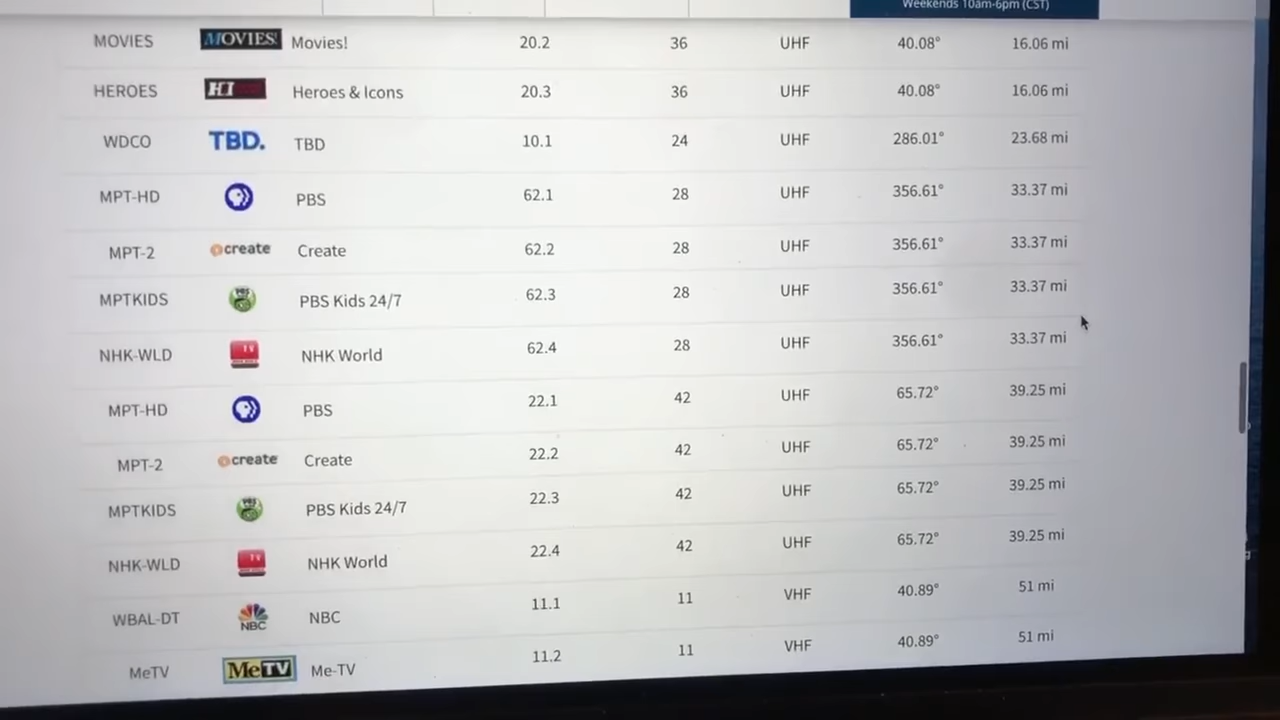 Weekends 10am-6pm (CST)
MOVIES MOVIES! Movies! 20.2 36 UHF 40.08° 16.06 mi
HEROES HI Heroes & Icons 20.3 36 UHF 40.08° 16.06 mi
WDCO TBD. TBD 10.1 24 UHF 286.01° 23.68 mi
MPT-HD PBS 62.1 28 UHF 356.61° 33.37 mi
MPT-2 create Create 62.2 28 UHF 356.61° 33.37 mi
MPTKIDS PBS Kids 24/7 62.3 28 UHF 356.61° 33.37 mi
NHK-WLD TV NHK World 62.4 28 UHF 356.61° 33.37 mi
MPT-HD PBS 22.1 42 UHF 65.72° 39.25 mi
MPT-2 create Create 22.2 42 UHF 65.72° 39.25 mi
MPTKIDS PBS Kids 24/7 22.3 42 UHF 65.72° 39.25 mi
NHK-WLD TV NHK World 22.4 42 UHF 65.72° 39.25 mi
WBAL-DT NBC NBC 11.1 11 VHF 40.89° 51 mi
MeTV MeTV Me-TV 11.2 11 VHF 40.89° 51 mi